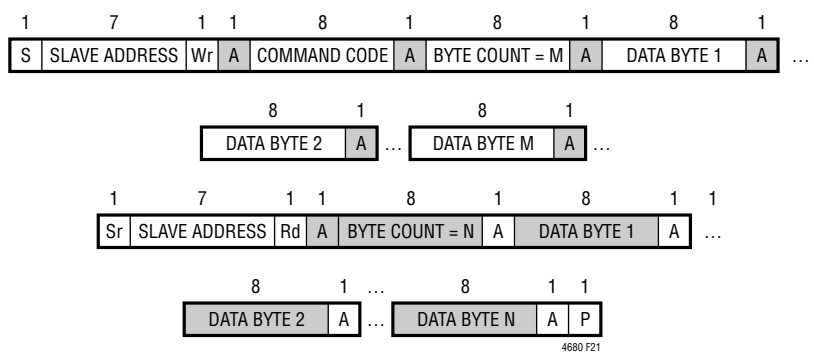 1 7 1 1 8 1 8 1 8 1
S SLAVE ADDRESS Wr A COMMAND CODE A BYTE COUNT = M A DATA BYTE 1 A …
8 1 8 1
DATA BYTE 2 A … DATA BYTE M A …
1 7 1 1 8 1 8 1 1
Sr SLAVE ADDRESS Rd A BYTE COUNT = N A DATA BYTE 1 A …
8 1 … 8 1 1
DATA BYTE 2 A … DATA BYTE N A P
4680 F21